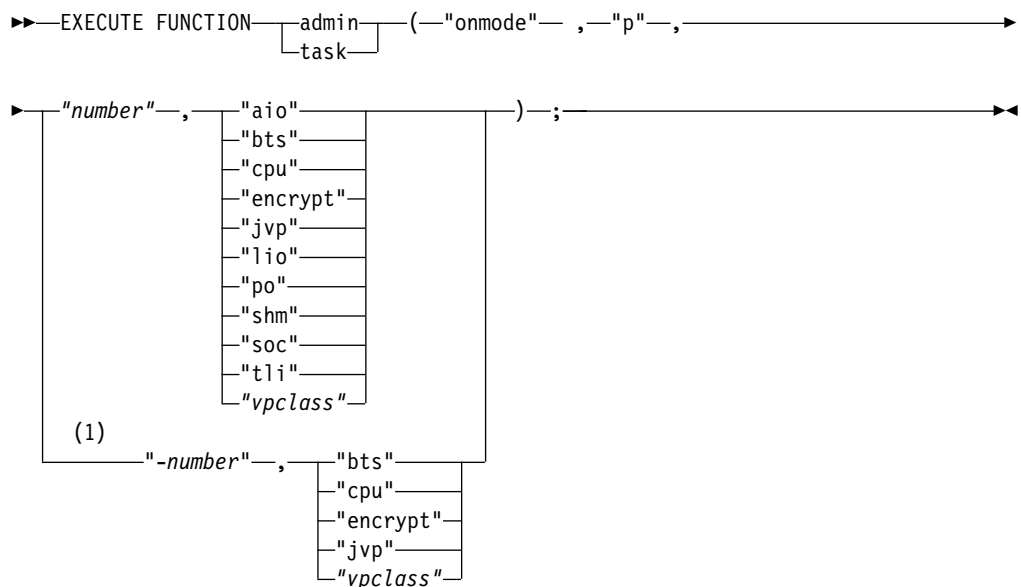 EXECUTE FUNCTION admin ( "onmode" , "p" ,
task
"number" , "aio" ) ;
"bts"
"cpu"
"encrypt"
"jvp"
"lio"
"po"
"shm"
"soc"
"tli"
"vpclass"
(1)
"-number" , "bts"
"cpu"
"encrypt"
"jvp"
"vpclass"